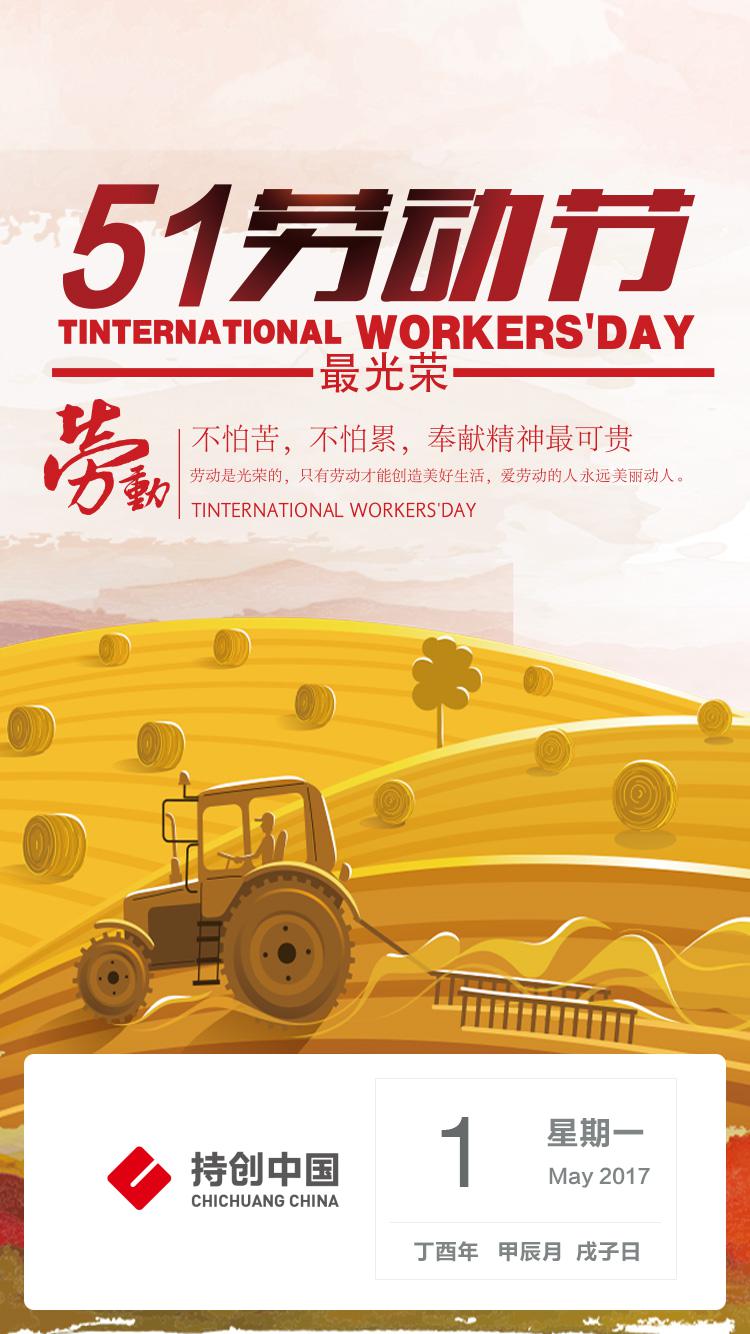 51劳动节
TINTERNATIONAL WORKERS'DAY
最光荣
勞動
不怕苦，不怕累，奉献精神最可贵
劳动是光荣的，只有劳动才能创造美好生活，爱劳动的人永远美丽动人。
TINTERNATIONAL WORKERS'DAY
持创中国
CHICHUANG CHINA
1
星期一
May 2017
丁酉年 甲辰月 戌子日